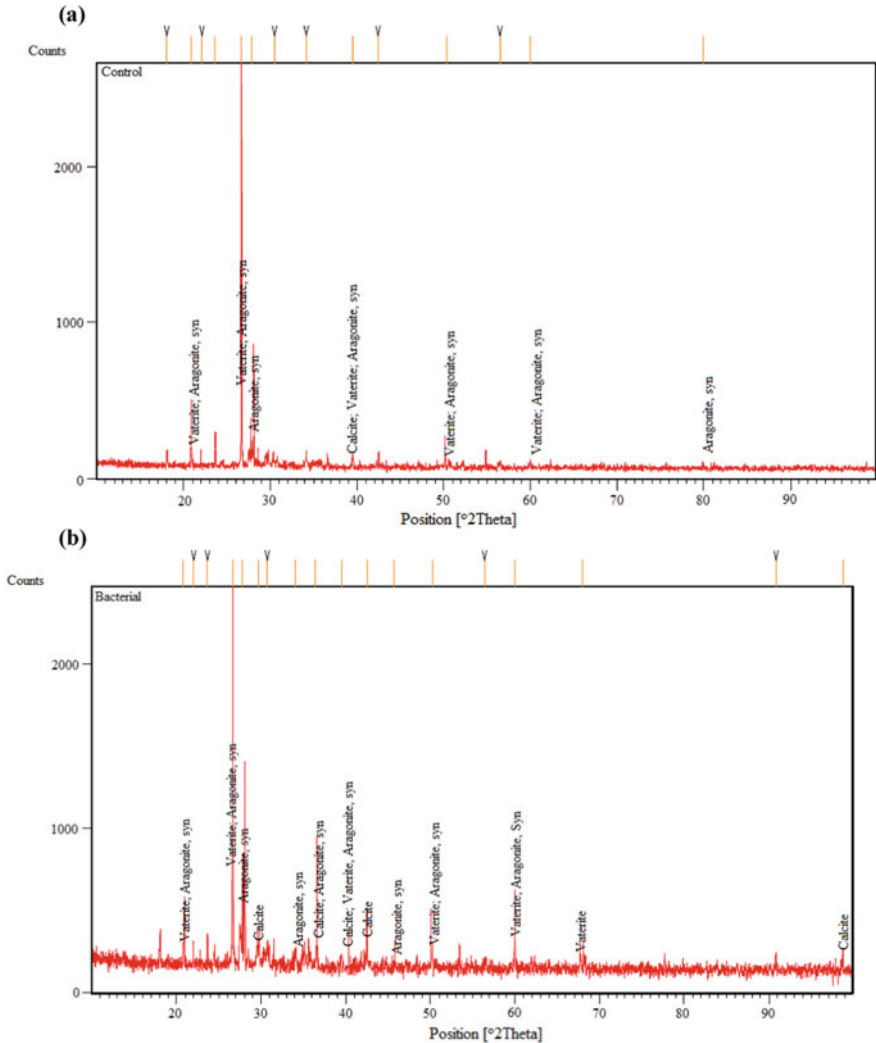 (a)
V V V V V V
Counts
Control
2000
1000
0
Vaterite; Aragonite, syn
Vaterite; Aragonite, syn
Aragonite, syn
Calcite; Vaterite; Aragonite, syn
Vaterite; Aragonite, syn
Vaterite; Aragonite, syn
Aragonite, syn
20 30 40 50 60 70 80 90
Position [°2Theta]
(b)
V V V V V
Counts
Bacterial
2000
1000
0
Vaterite; Aragonite, syn
Vaterite; Aragonite, syn
Aragonite, syn
Calcite
Aragonite, syn
Calcite; Aragonite, syn
Calcite; Vaterite, Aragonite, syn
Calcite
Aragonite, syn
Vaterite; Aragonite, syn
Vaterite; Aragonite, Syn
Vaterite
Calcite
20 30 40 50 60 70 80 90
Position [°2Theta]